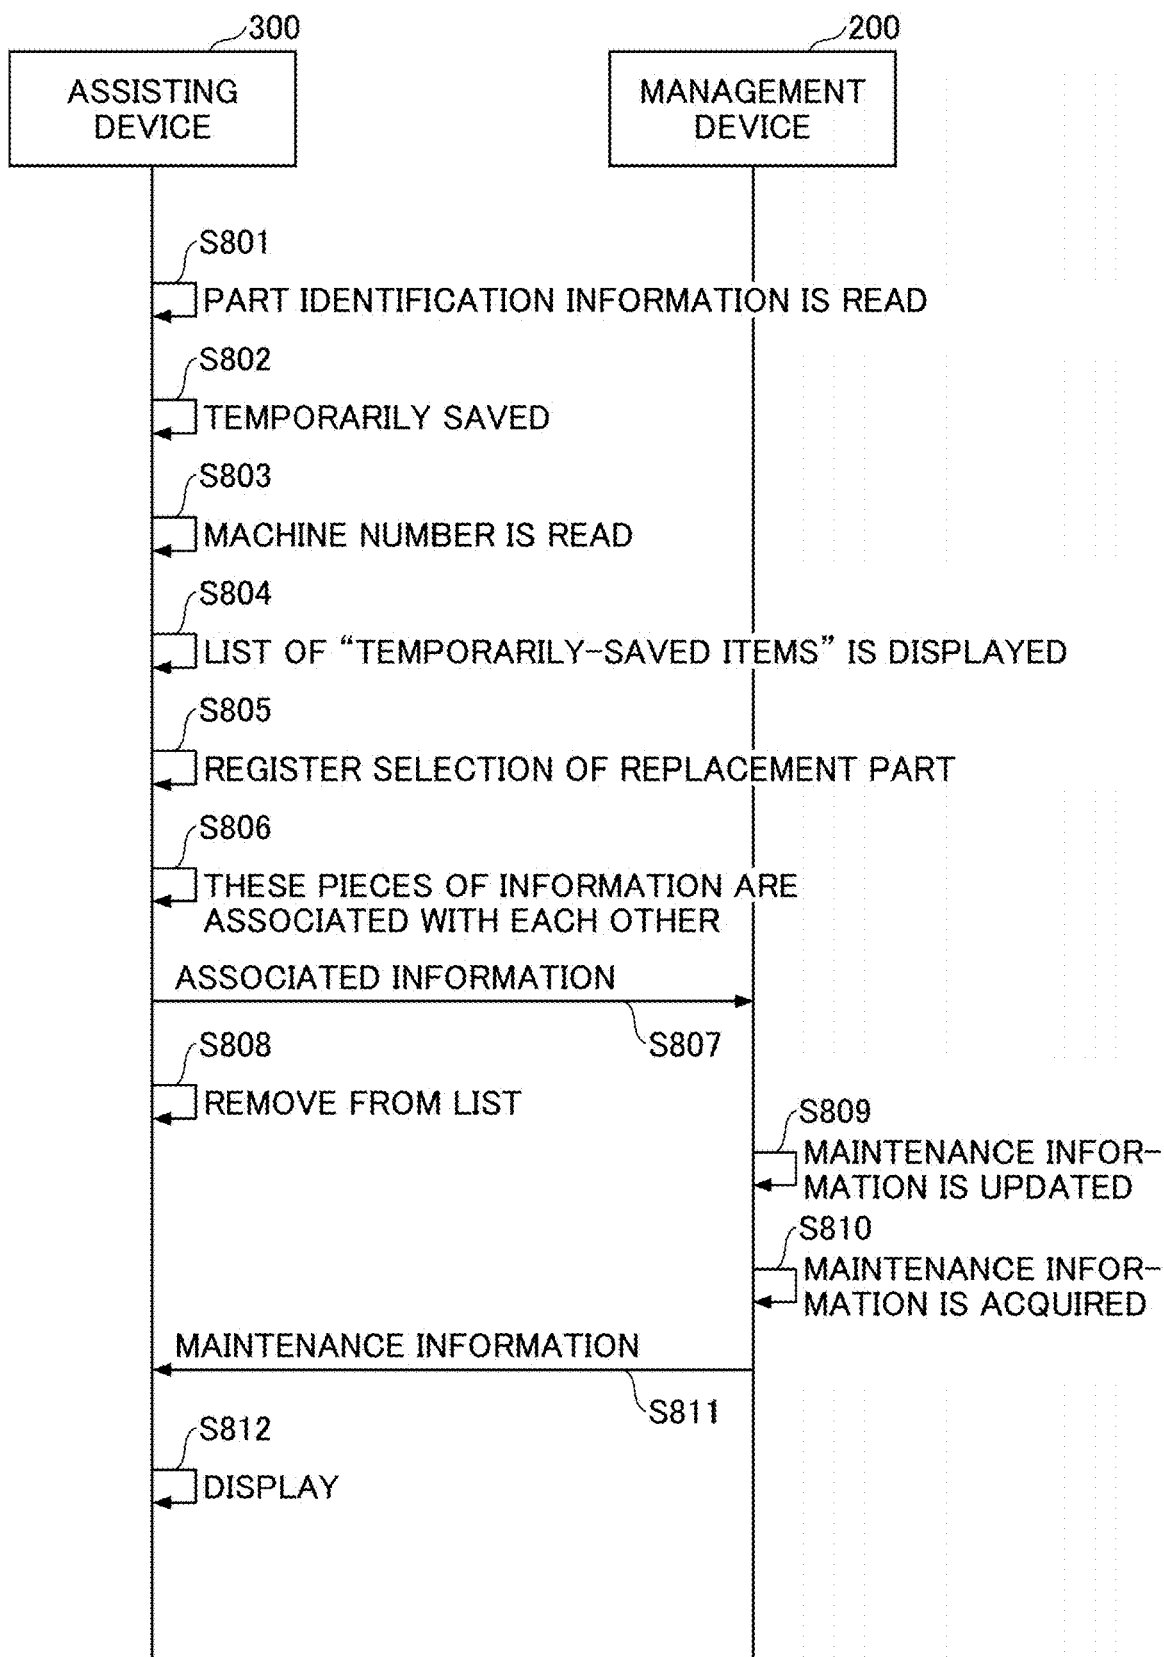 300
200
ASSISTING
DEVICE
MANAGEMENT
DEVICE
S801
PART IDENTIFICATION INFORMATION IS READ
S802
TEMPORARILY SAVED
S803
MACHINE NUMBER IS READ
S804
LIST OF “TEMPORARILY-SAVED ITEMS” IS DISPLAYED
S805
REGISTER SELECTION OF REPLACEMENT PART
S806
THESE PIECES OF INFORMATION ARE
ASSOCIATED WITH EACH OTHER
ASSOCIATED INFORMATION
S807
S808
REMOVE FROM LIST
S809
MAINTENANCE INFOR-
MATION IS UPDATED
S810
MAINTENANCE INFOR-
MATION IS ACQUIRED
MAINTENANCE INFORMATION
S811
S812
DISPLAY